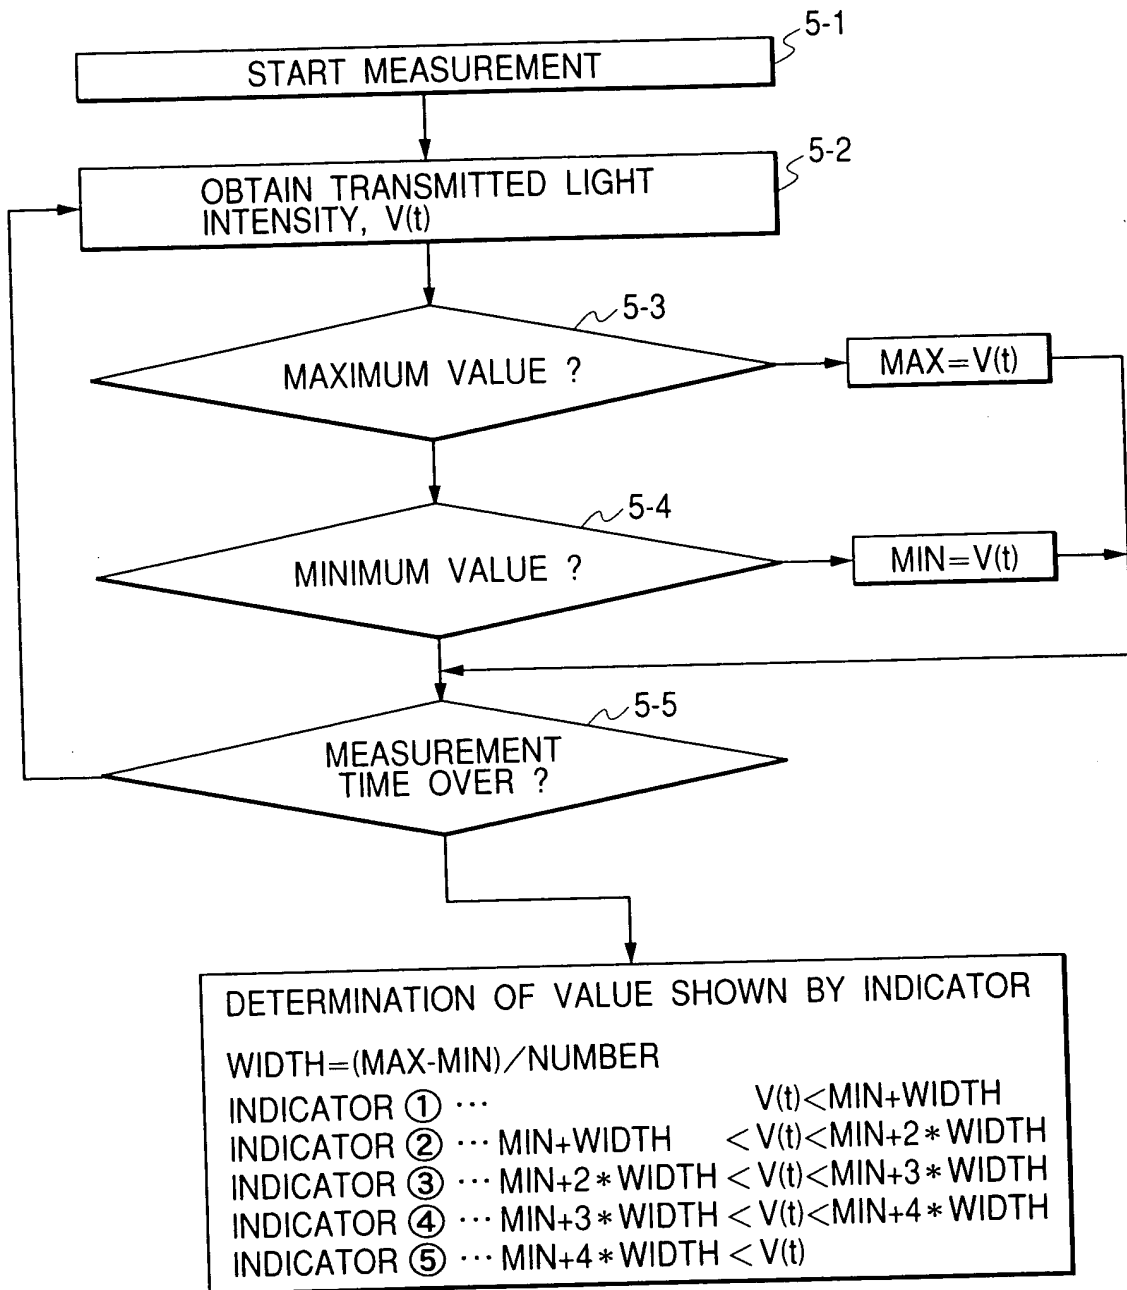 5-1
START MEASUREMENT
5-2
OBTAIN TRANSMITTED LIGHT
INTENSITY, V(t)
5-3
MAXIMUM VALUE ?
MAX=V(t)
5-4
MINIMUM VALUE ?
MIN=V(t)
5-5
MEASUREMENT
TIME OVER ?
DETERMINATION OF VALUE SHOWN BY INDICATOR
WIDTH=(MAX-MIN)/NUMBER
INDICATOR ① ··· V(t)<MIN+WIDTH
INDICATOR ② ··· MIN+WIDTH <V(t)<MIN+2*WIDTH
INDICATOR ③ ··· MIN+2*WIDTH <V(t)<MIN+3*WIDTH
INDICATOR ④ ··· MIN+3*WIDTH <V(t)<MIN+4*WIDTH
INDICATOR ⑤ ··· MIN+4*WIDTH <V(t)